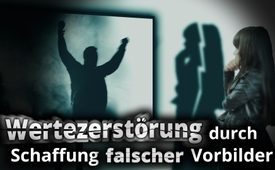 Wertezerstörung durch
Schaffung falscher Vorbilder